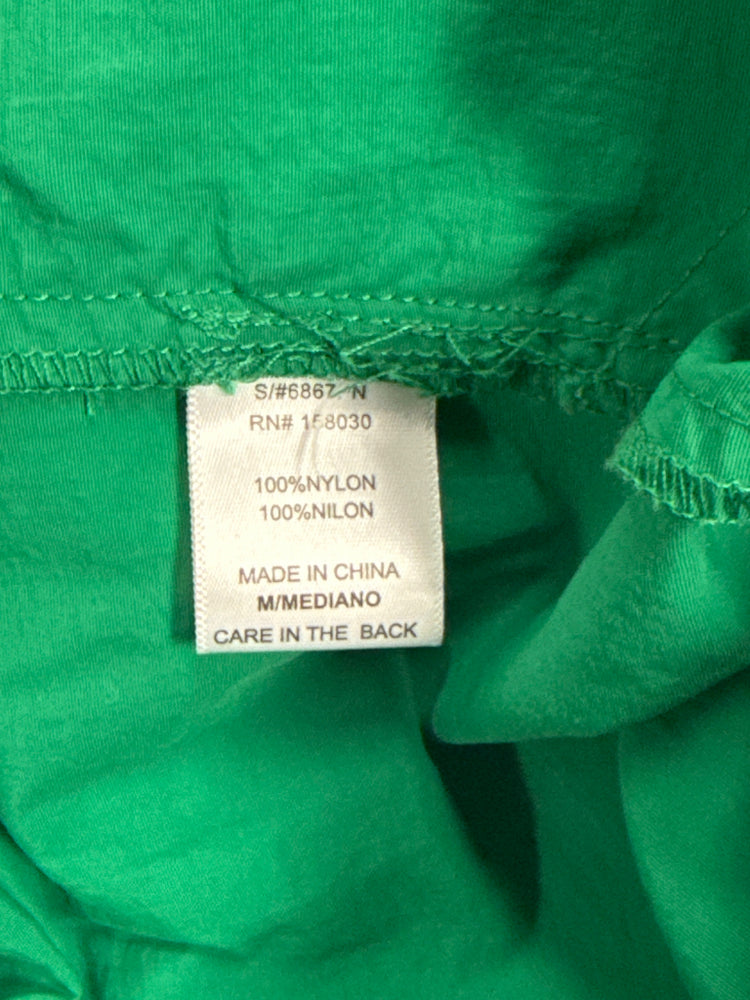 S/#6867 N
RN# 158030
100%NYLON
100%NILON
MADE IN CHINA
M/MEDIANO
CARE IN THE BACK